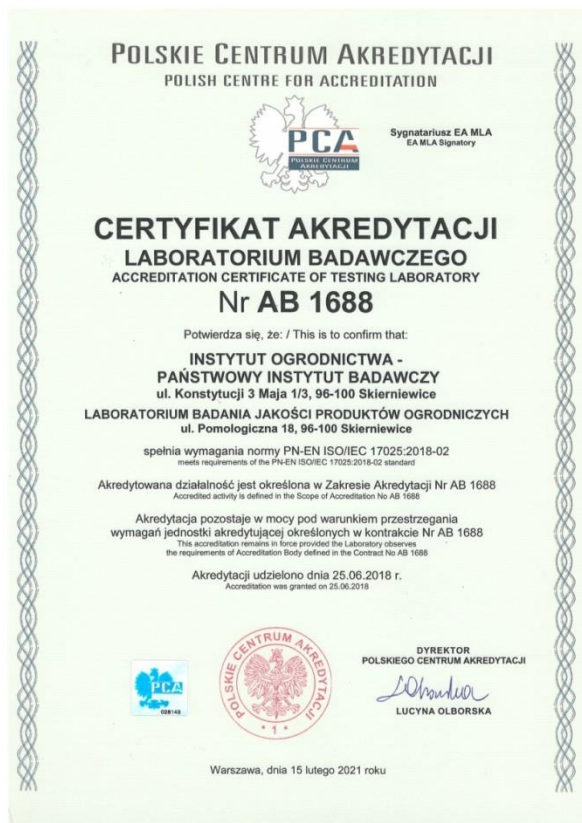 POLSKIE CENTRUM AKREDYTACJI
POLISH CENTRE FOR ACCREDITATION
PCA
POLSKIE CENTRUM
AKREDYTACJI
Sygnatariusz EA MLA
EA MLA Signatory
CERTYFIKAT AKREDYTACJI
LABORATORIUM BADAWCZEGO
ACCREDITATION CERTIFICATE OF TESTING LABORATORY
Nr AB 1688
Potwierdza się, że: / This is to confirm that:
INSTYTUT OGRODNICTWA -
PAŃSTWOWY INSTYTUT BADAWCZY
ul. Konstytucji 3 Maja 1/3, 96-100 Skierniewice
LABORATORIUM BADANIA JAKOŚCI PRODUKTÓW OGRODNICZYCH
ul. Pomologiczna 18, 96-100 Skierniewice
spełnia wymagania normy PN-EN ISO/IEC 17025:2018-02
meets requirements of the PN-EN ISO/IEC 17025:2018-02 standard
Akredytowana działalność jest określona w Zakresie Akredytacji Nr AB 1688
Accredited activity is defined in the Scope of Accreditation No AB 1688
Akredytacja pozostaje w mocy pod warunkiem przestrzegania
wymagań jednostki akredytującej określonych w kontrakcie Nr AB 1688
This accreditation remains in force provided the Laboratory observes
the requirements of Accreditation Body defined in the Contract No AB 1688
Akredytacji udzielono dnia 25.06.2018 r.
Accreditation was granted on 25.06.2018
PCA
028148
POLSKIE CENTRUM AKREDYTACJI
* 1 *
DYREKTOR
POLSKIEGO CENTRUM AKREDYTACJI
LUCYNA OLBORSKA
Warszawa, dnia 15 lutego 2021 roku